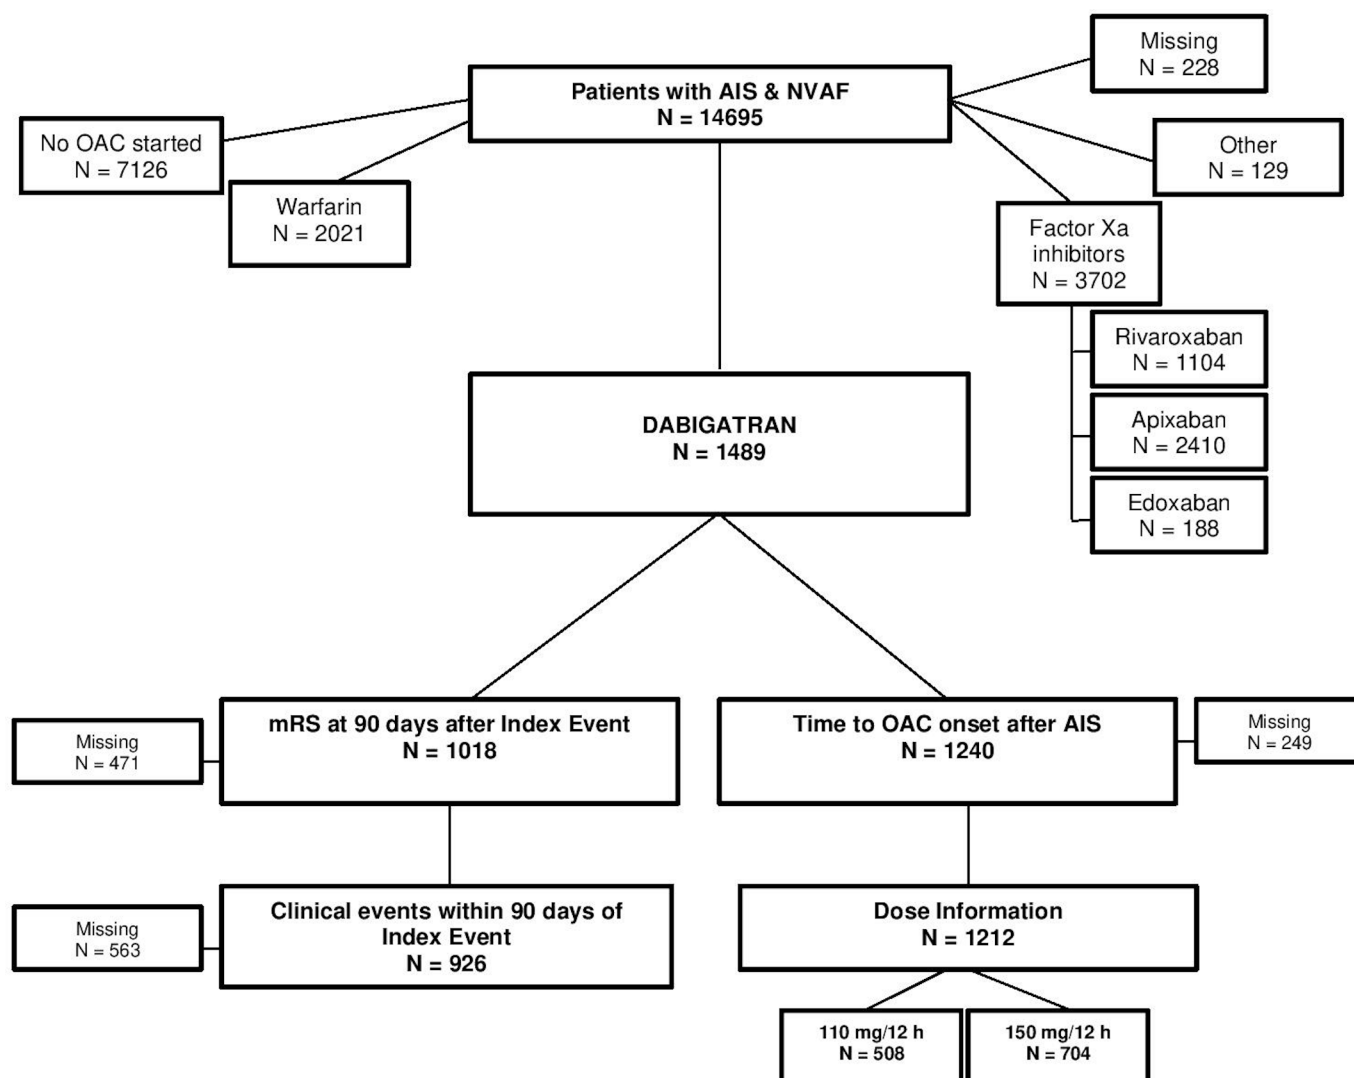 Patients with AIS & NVAF
N = 14695
Missing
N = 228
No OAC started
N = 7126
Other
N = 129
Warfarin
N = 2021
Factor Xa
inhibitors
N = 3702
Rivaroxaban
N = 1104
Apixaban
N = 2410
Edoxaban
N = 188
DABIGATRAN
N = 1489
mRS at 90 days after Index Event
N = 1018
Missing
N = 471
Time to OAC onset after AIS
N = 1240
Missing
N = 249
Clinical events within 90 days of
Index Event
N = 926
Missing
N = 563
Dose Information
N = 1212
110 mg/12 h
N = 508
150 mg/12 h
N = 704